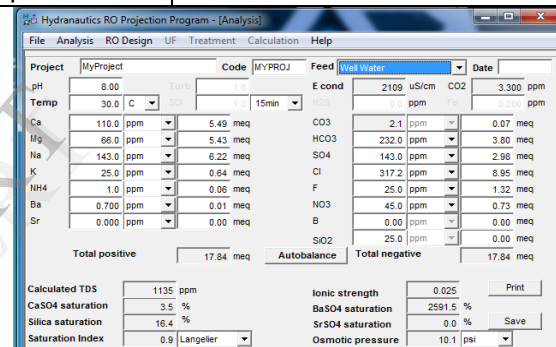 Hydranautics RO Projection Program - [Analysis]
File Analysis RO Design UF Treatment Calculation Help
Project MyProject Code MYPROJ Feed Well Water Date
pH 8.00 Turb 1.0 E cond 2109 uS/cm CO2 3.300 ppm
Temp 30.0 C SDI 1.0 15min H2S 0.0 ppm Fe 0.200 ppm
Ca 110.0 ppm 5.49 meq CO3 2.1 ppm 0.07 meq
Mg 66.0 ppm 5.43 meq HCO3 232.0 ppm 3.80 meq
Na 143.0 ppm 6.22 meq SO4 143.0 ppm 2.98 meq
K 25.0 ppm 0.64 meq Cl 317.2 ppm 8.95 meq
NH4 1.0 ppm 0.06 meq F 25.0 ppm 1.32 meq
Ba 0.700 ppm 0.01 meq NO3 45.0 ppm 0.73 meq
Sr 0.000 ppm 0.00 meq B 0.00 ppm 0.00 meq
SiO2 25.0 ppm 0.00 meq
Total positive 17.84 meq Autobalance Total negative 17.84 meq
Calculated TDS 1135 ppm Ionic strength 0.025 Print
CaSO4 saturation 3.5 % BaSO4 saturation 2591.5 %
Silica saturation 16.4 % SrSO4 saturation 0.0 % Save
Saturation Index 0.9 Langelier Osmotic pressure 10.1 psi